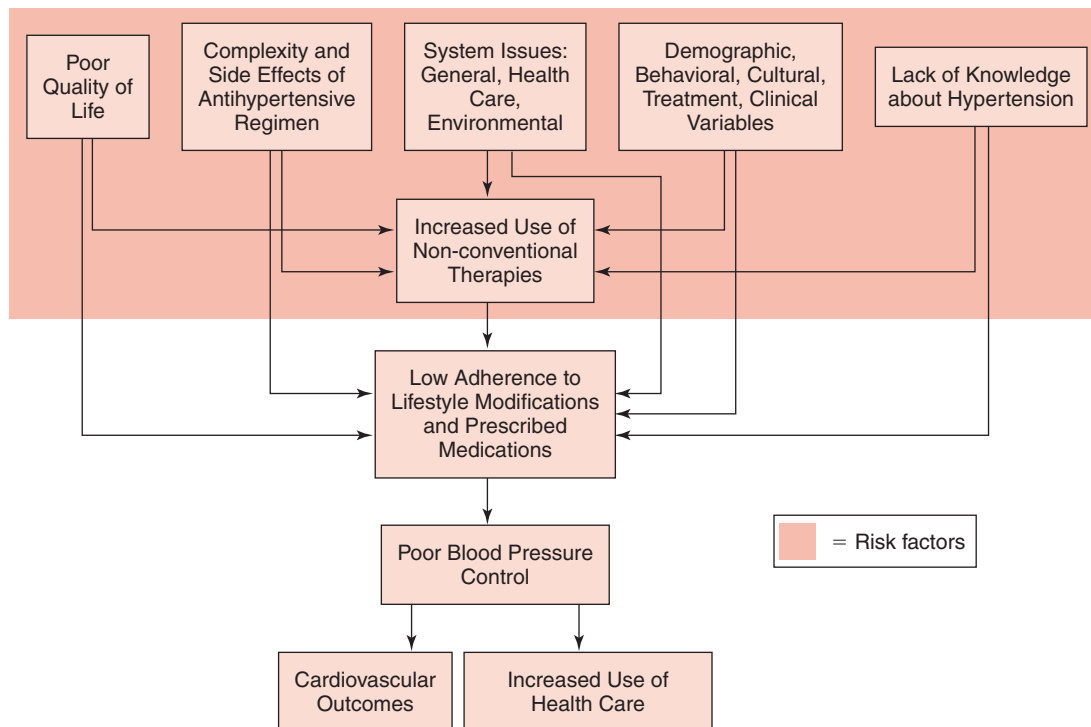 Poor
Quality of
Life
Complexity and
Side Effects of
Antihypertensive
Regimen
System Issues:
General, Health
Care,
Environmental
Demographic,
Behavioral, Cultural,
Treatment, Clinical
Variables
Lack of Knowledge
about Hypertension
Increased Use of
Non-conventional
Therapies
Low Adherence to
Lifestyle Modifications
and Prescribed
Medications
Poor Blood Pressure
Control
= Risk factors
Cardiovascular
Outcomes
Increased Use of
Health Care